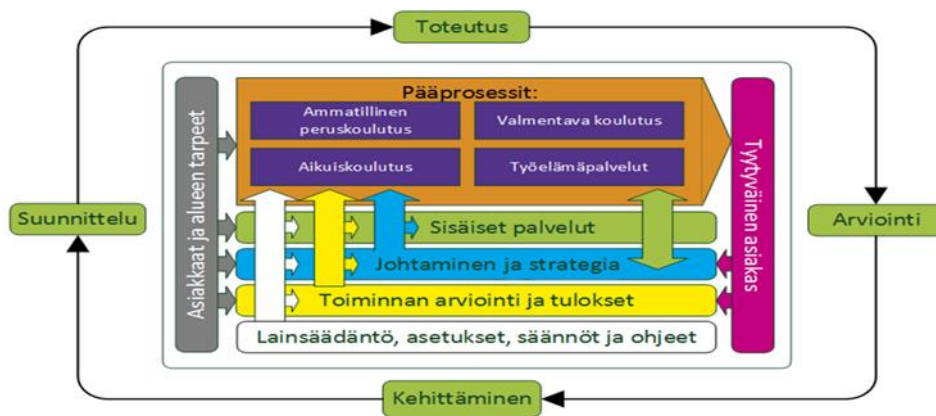 Toteutus
Pääprosessit:
Ammatillinen
peruskoulutus
Valmentava koulutus
Aikuiskoulutus
Työelämäpalvelut
Asiakkaat ja alueen tarpeet
Tyytyväinen asiakas
Suunnittelu
Arviointi
Sisäiset palvelut
Johtaminen ja strategia
Toiminnan arviointi ja tulokset
Lainsäädäntö, asetukset, säännöt ja ohjeet
Kehittäminen